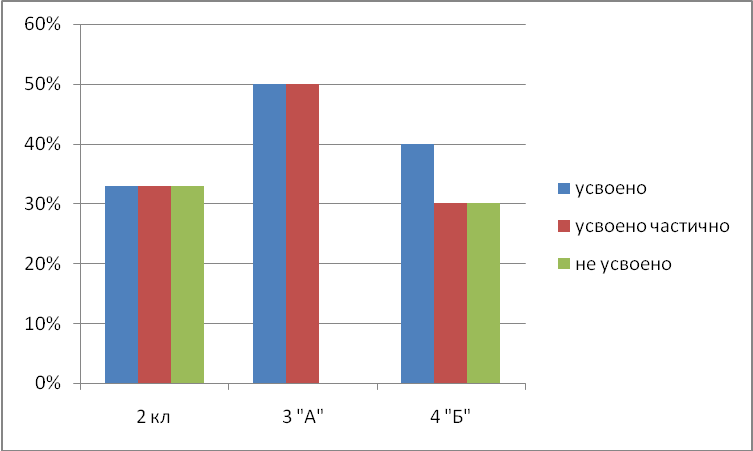 60%
50%
40%
30%
20%
10%
0%
2 кл
3 "А"
4 "Б"
усвоено
усвоено частично
не усвоено